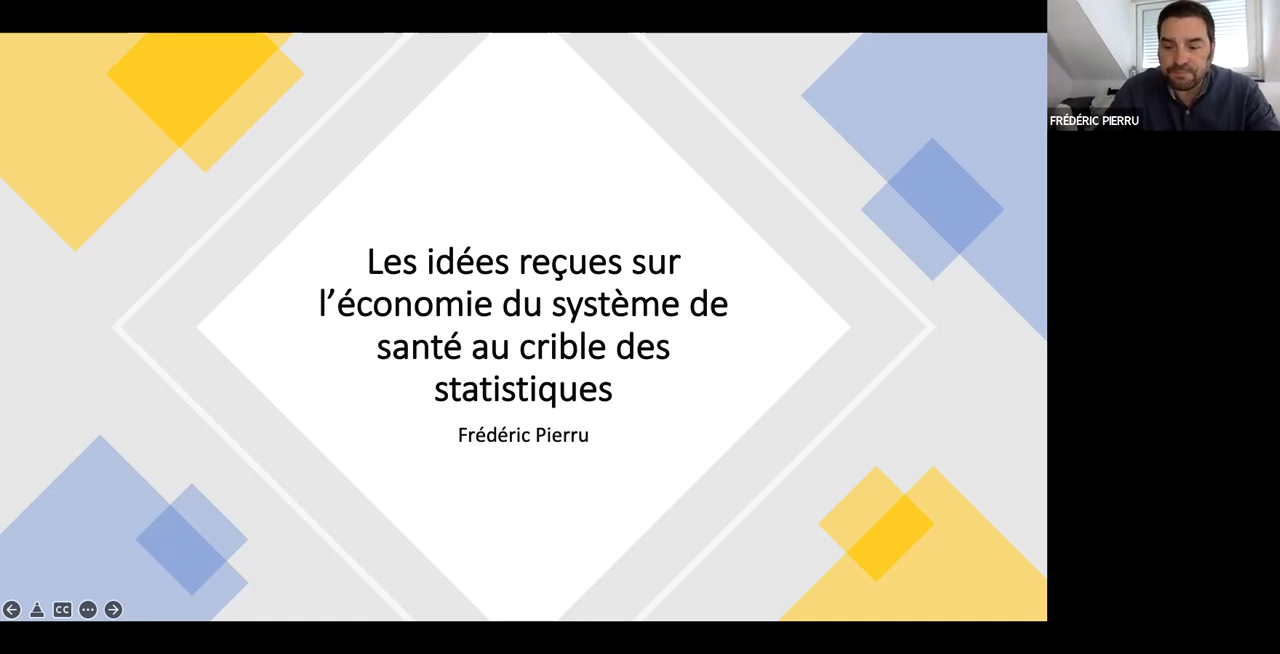 Les idées reçues sur
l’économie du système de
santé au crible des
statistiques
Frédéric Pierru
FRÉDÉRIC PIERRU
CC